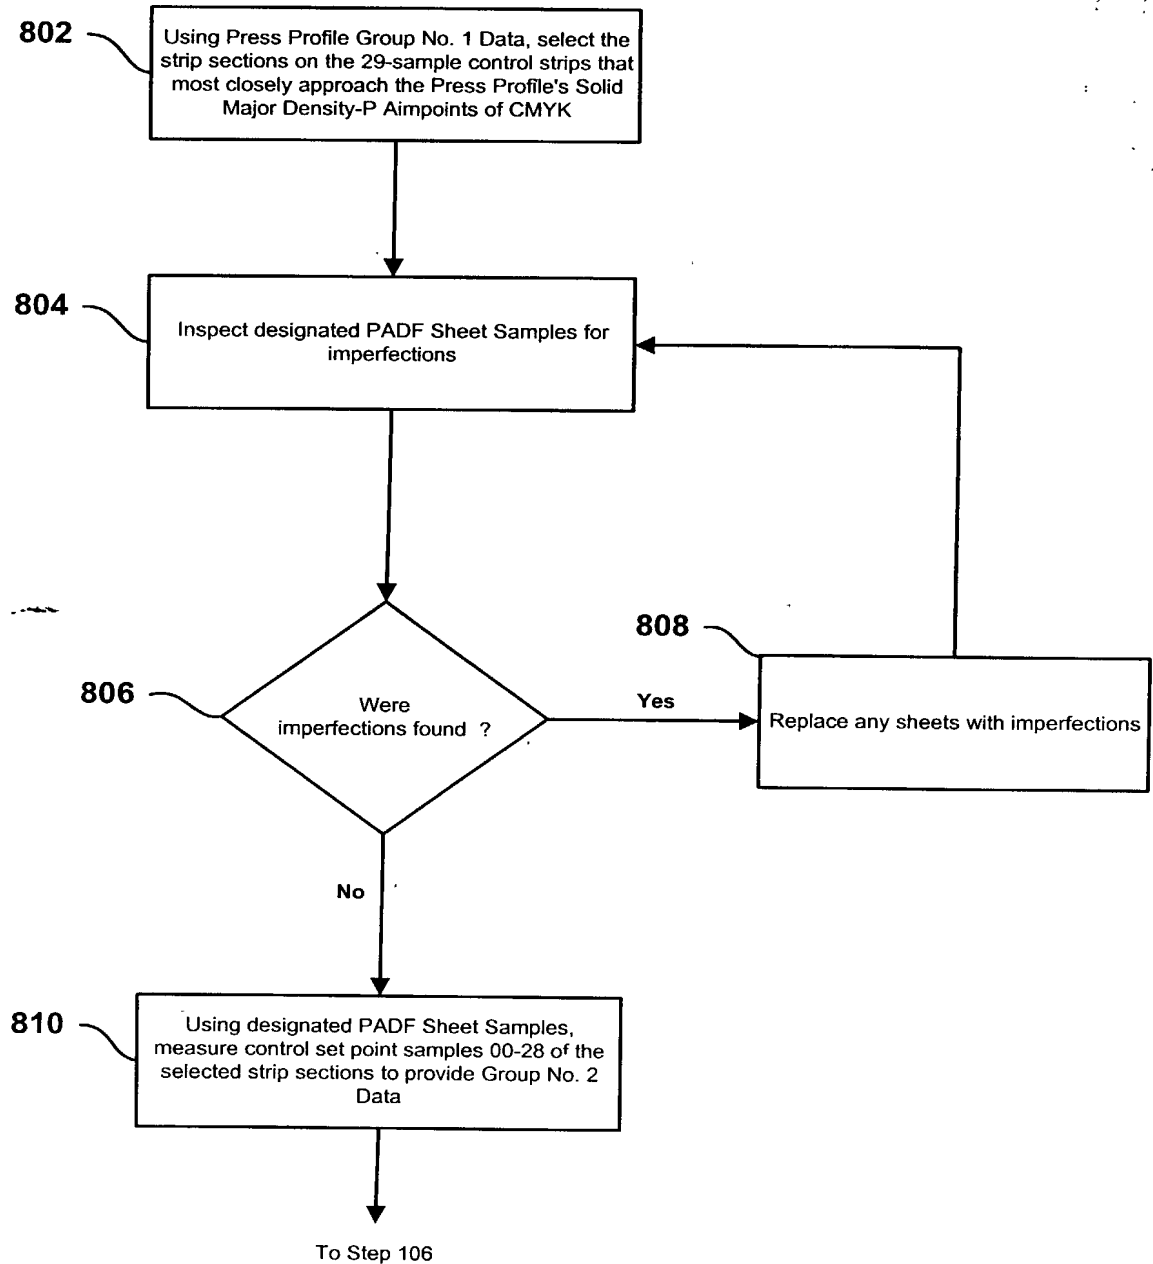 802
Using Press Profile Group No. 1 Data, select the
strip sections on the 29-sample control strips that
most closely approach the Press Profile's Solid
Major Density-P Aimpoints of CMYK
804
Inspect designated PADF Sheet Samples for
imperfections
806
Were
imperfections found ?
Yes
808
Replace any sheets with imperfections
No
810
Using designated PADF Sheet Samples,
measure control set point samples 00-28 of the
selected strip sections to provide Group No. 2
Data
To Step 106